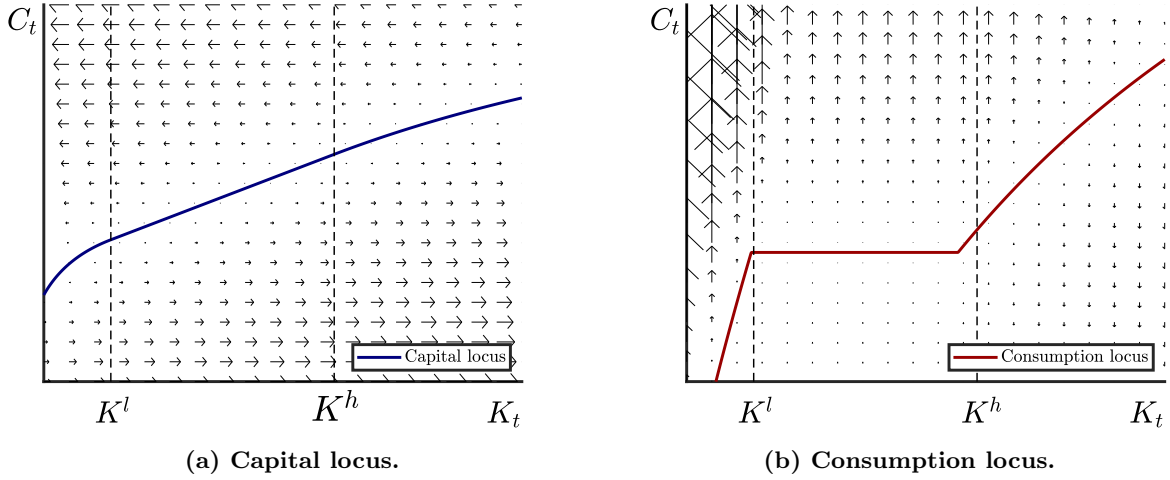 C_t
Capital locus
K^l
K^h
K_t
(a) Capital locus.
C_t
Consumption locus
K^l
K^h
K_t
(b) Consumption locus.